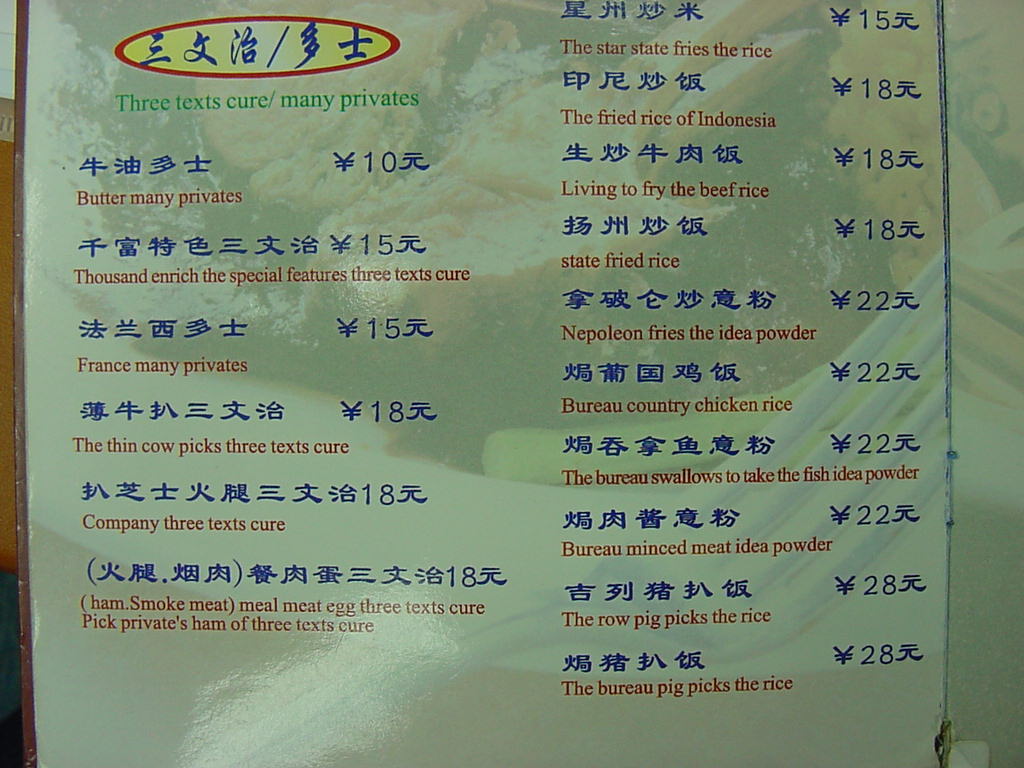 三文治/多士
Three texts cure/ many privates
牛油多士 ￥10元
Butter many privates
千富特色三文治￥15元
Thousand enrich the special features three texts cure
法兰西多士 ￥15元
France many privates
薄牛扒三文治 ￥18元
The thin cow picks three texts cure
扒芝士火腿三文治18元
Company three texts cure
(火腿.烟肉)餐肉蛋三文治18元
( ham.Smoke meat) meal meat egg three texts cure
Pick private's ham of three texts cure
星州炒米 ￥15元
The star state fries the rice
印尼炒饭 ￥18元
The fried rice of Indonesia
生炒牛肉饭 ￥18元
Living to fry the beef rice
扬州炒饭 ￥18元
state fried rice
拿破仑炒意粉 ￥22元
Nepoleon fries the idea powder
焗葡国鸡饭 ￥22元
Bureau country chicken rice
焗吞拿鱼意粉 ￥22元
The bureau swallows to take the fish idea powder
焗肉酱意粉 ￥22元
Bureau minced meat idea powder
吉列猪扒饭 ￥28元
The row pig picks the rice
焗猪扒饭 ￥28元
The bureau pig picks the rice